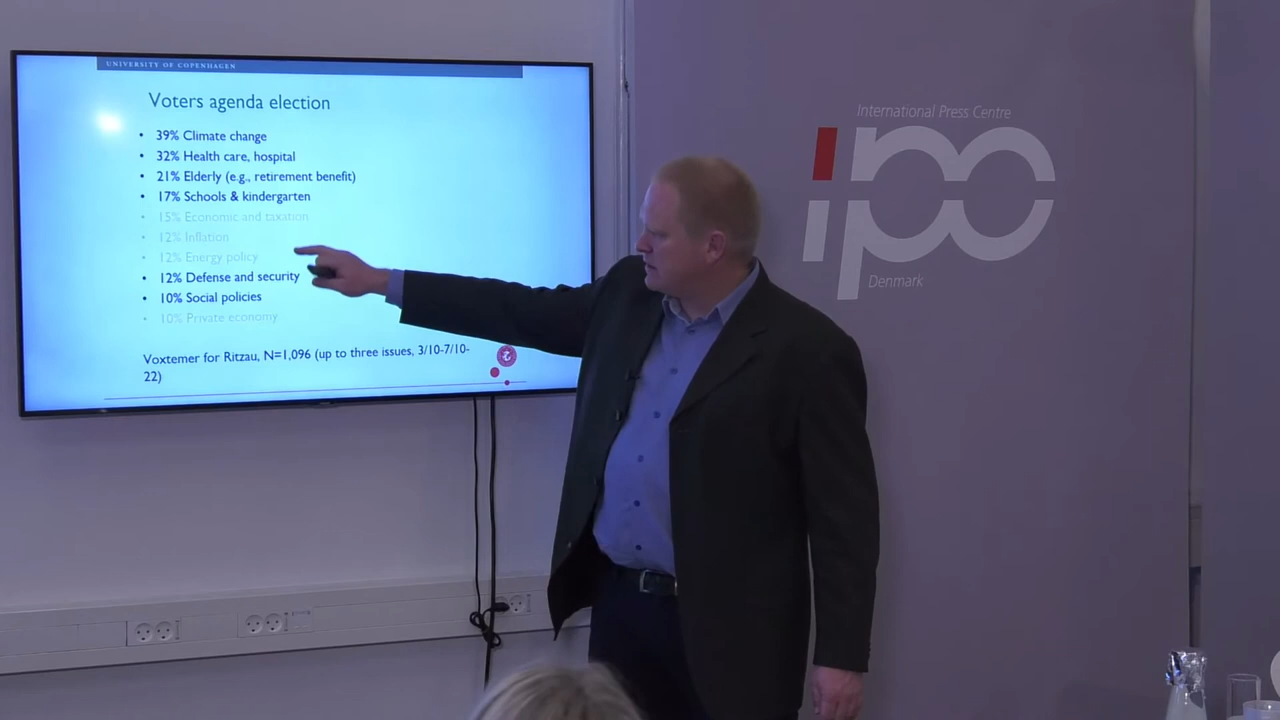 UNIVERSITY OF COPENHAGEN
Voters agenda election
• 39% Climate change
• 32% Health care, hospital
• 21% Elderly (e.g., retirement benefit)
• 17% Schools & kindergarten
• 15% Economic and taxation
• 12% Inflation
• 12% Energy policy
• 12% Defense and security
• 10% Social policies
• 10% Private economy
Voxtemer for Ritzau, N=1,096 (up to three issues, 3/10-7/10-
22)
International Press Centre
ipc
Denmark